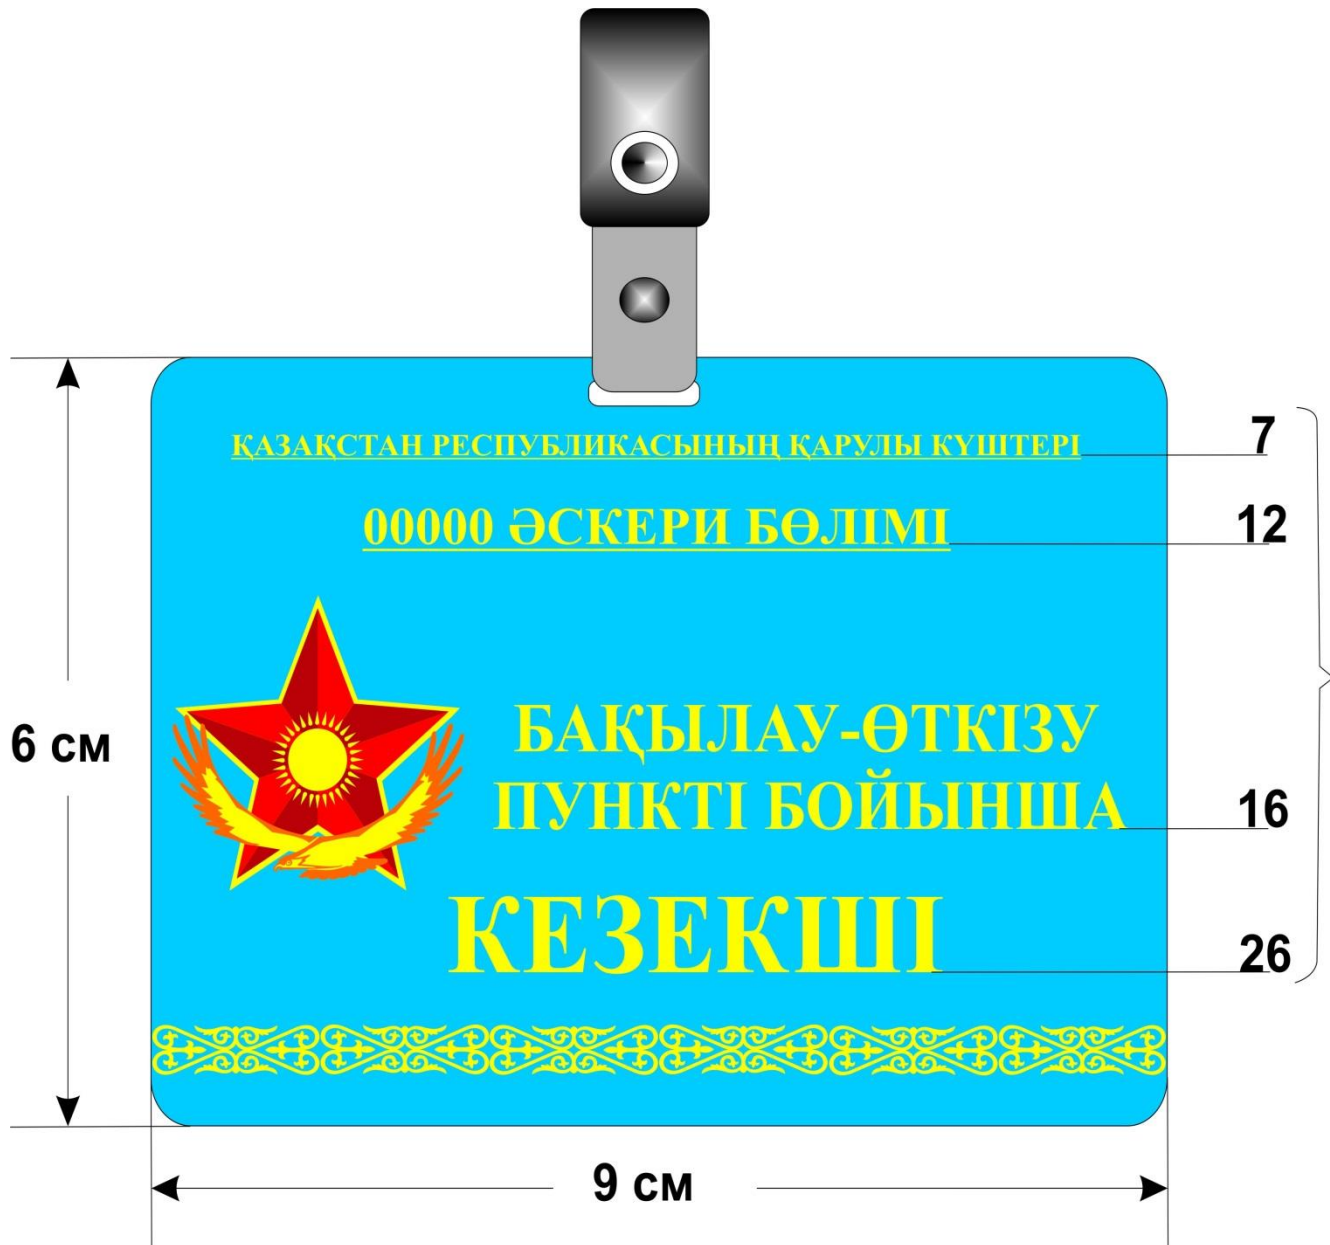 ҚАЗАҚСТАН РЕСПУБЛИКАСЫНЫҢ ҚАРУЛЫ КҮШТЕРІ 7
00000 ӘСКЕРИ БӨЛІМІ 12
6 см
БАҚЫЛАУ-ӨТКІЗУ
ПУНКТІ БОЙЫНША 16
КЕЗЕКШІ 26
9 см